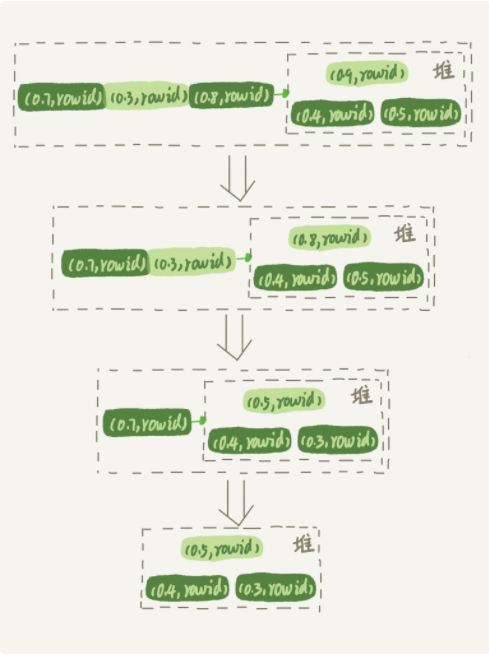 (0.9,rowid) 堆
(0.7,rowid) (0.3,rowid) (0.8,rowid)
(0.4,rowid) (0.5,rowid)
(0.8,rowid) 堆
(0.7,rowid) (0.3,rowid)
(0.4,rowid) (0.5,rowid)
(0.5,rowid) 堆
(0.7,rowid)
(0.4,rowid) (0.3,rowid)
(0.5,rowid) 堆
(0.4,rowid) (0.3,rowid)